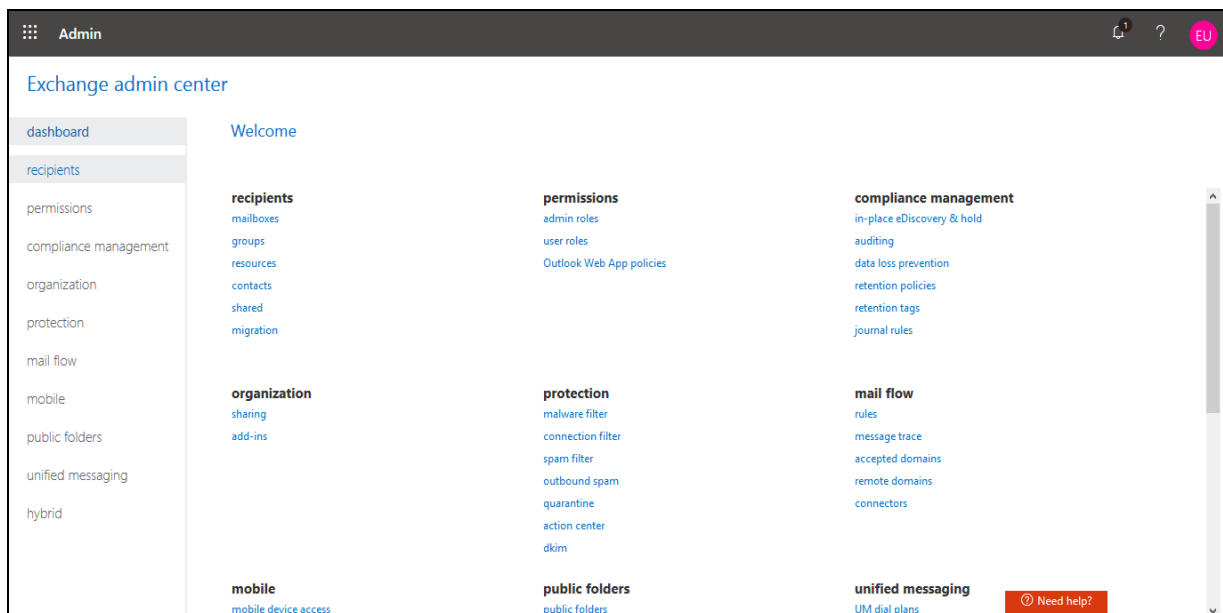 Admin
1
?
EU
Exchange admin center
dashboard
recipients
permissions
compliance management
organization
protection
mail flow
mobile
public folders
unified messaging
hybrid
Welcome
recipients
mailboxes
groups
resources
contacts
shared
migration
permissions
admin roles
user roles
Outlook Web App policies
compliance management
in-place eDiscovery & hold
auditing
data loss prevention
retention policies
retention tags
journal rules
organization
sharing
add-ins
protection
malware filter
connection filter
spam filter
outbound spam
quarantine
action center
dkim
mail flow
rules
message trace
accepted domains
remote domains
connectors
mobile
mobile device access
public folders
public folders
unified messaging
UM dial plans
? Need help?